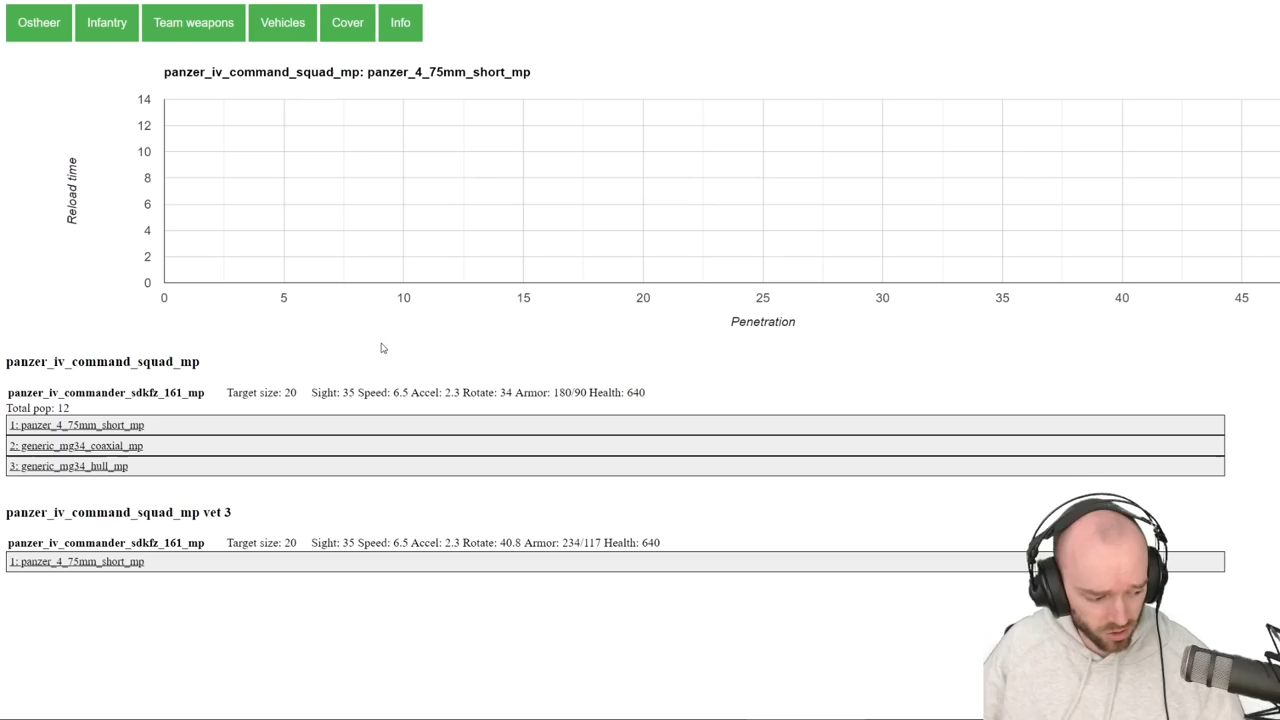 Ostheer Infantry Team weapons Vehicles Cover Info
panzer_iv_command_squad_mp: panzer_4_75mm_short_mp
14
12
10
8
6
4
2
0
Reload time
0 5 10 15 20 25 30 35 40 45
Penetration
panzer_iv_command_squad_mp
panzer_iv_commander_sdkfz_161_mp Target size: 20 Sight: 35 Speed: 6.5 Accel: 2.3 Rotate: 34 Armor: 180/90 Health: 640
Total pop: 12
1: panzer_4_75mm_short_mp
2: generic_mg34_coaxial_mp
3: generic_mg34_hull_mp
panzer_iv_command_squad_mp vet 3
panzer_iv_commander_sdkfz_161_mp Target size: 20 Sight: 35 Speed: 6.5 Accel: 2.3 Rotate: 40.8 Armor: 234/117 Health: 640
1: panzer_4_75mm_short_mp